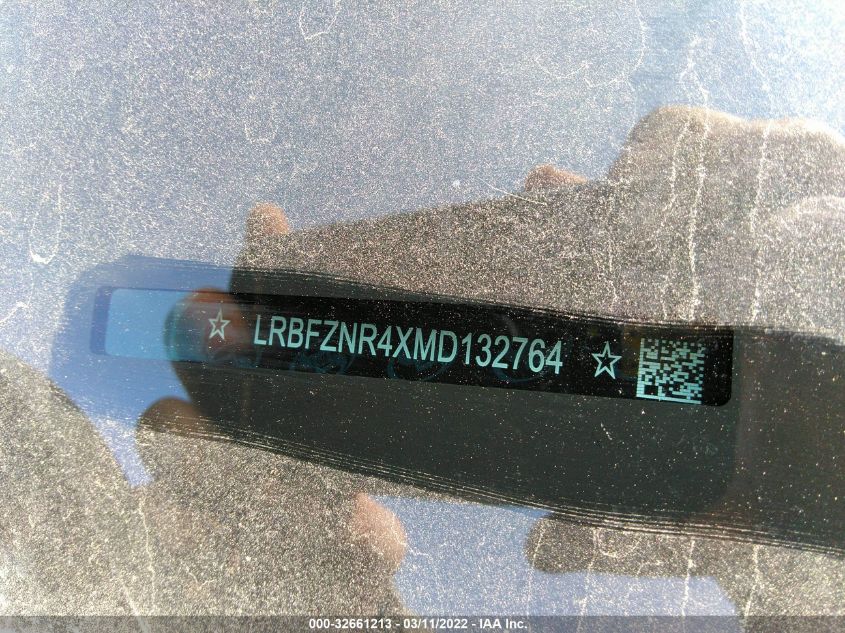 ☆ LRBFZNR4XMD132764 ☆
000-32661213 - 03/11/2022 - IAA Inc.